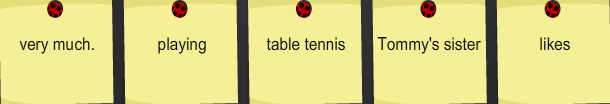 very much.
playing
table tennis
Tommy's sister
likes